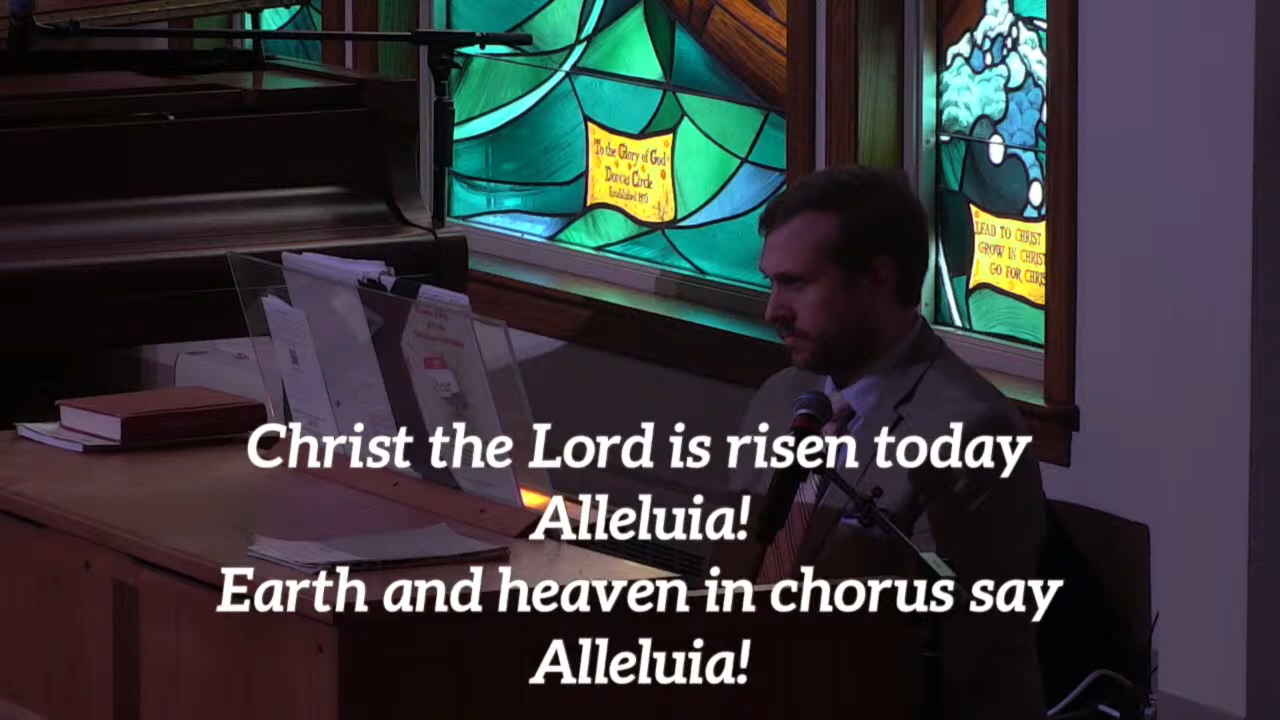 To the Glory of God
Dorcas Circle
Established
LEAD TO CHRIST
GROW IN CHRIST
GO FOR CHRIS
Christ the Lord is risen today
Alleluia!
Earth and heaven in chorus say
Alleluia!